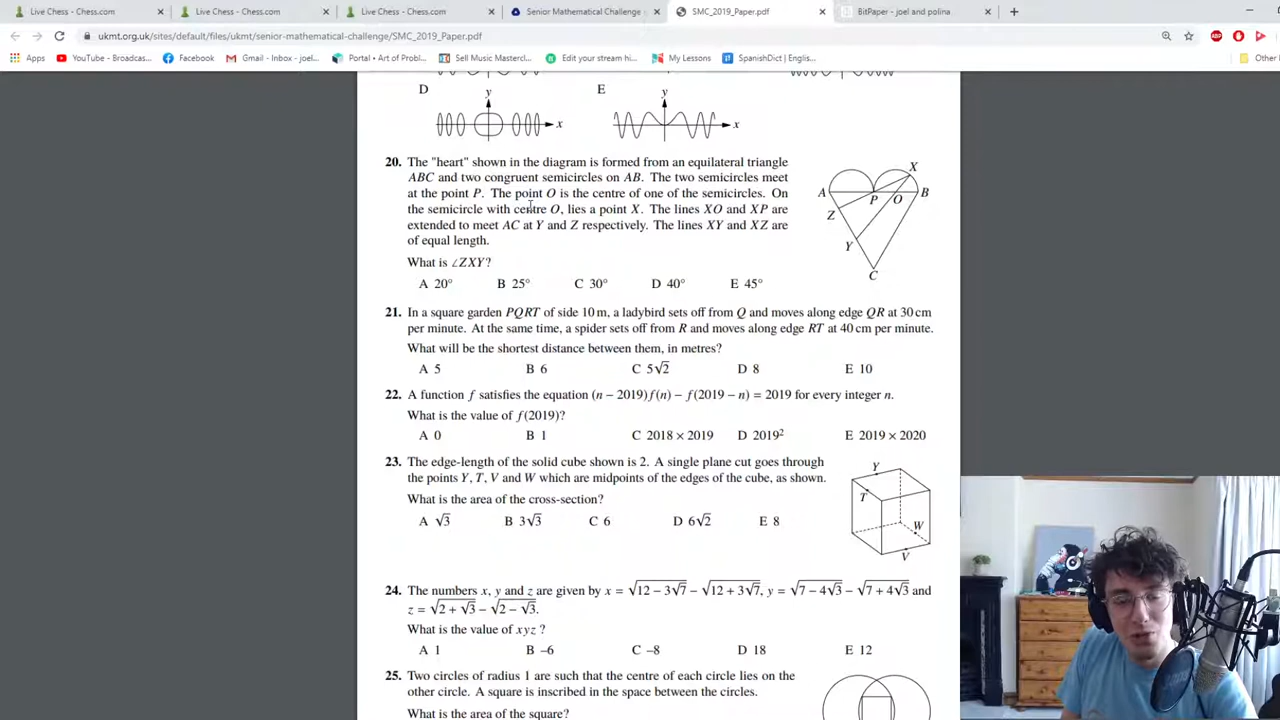 Live Chess - Chess.com
Live Chess - Chess.com
Live Chess - Chess.com
Senior Mathematical Challenge
SMC_2019_Paper.pdf
BitPaper - joel and polina
ukmt.org.uk/sites/default/files/ukmt/senior-mathematical-challenge/SMC_2019_Paper.pdf
Apps
YouTube - Broadcas...
Facebook
Gmail - Inbox - joel...
Portal • Art of Probl...
Sell Music Mastercl...
Edit your stream hi...
My Lessons
SpanishDict | Englis...
Other
D y x
E y x
20. The "heart" shown in the diagram is formed from an equilateral triangle
ABC and two congruent semicircles on AB. The two semicircles meet
at the point P. The point O is the centre of one of the semicircles. On
the semicircle with centre O, lies a point X. The lines XO and XP are
extended to meet AC at Y and Z respectively. The lines XY and XZ are
of equal length.
What is ∠ZXY?
A 20° B 25° C 30° D 40° E 45°
X
A P O B
Z
Y
C
21. In a square garden PQRT of side 10 m, a ladybird sets off from Q and moves along edge QR at 30 cm
per minute. At the same time, a spider sets off from R and moves along edge RT at 40 cm per minute.
What will be the shortest distance between them, in metres?
A 5 B 6 C 5√2 D 8 E 10
22. A function f satisfies the equation (n − 2019)f(n) − f(2019 − n) = 2019 for every integer n.
What is the value of f(2019)?
A 0 B 1 C 2018 × 2019 D 2019² E 2019 × 2020
23. The edge-length of the solid cube shown is 2. A single plane cut goes through
the points Y, T, V and W which are midpoints of the edges of the cube, as shown.
What is the area of the cross-section?
A √3 B 3√3 C 6 D 6√2 E 8
Y
T
W
V
24. The numbers x, y and z are given by x = √(12 − 3√7) − √(12 + 3√7), y = √(7 − 4√3) − √(7 + 4√3) and
z = √(2 + √3) − √(2 − √3).
What is the value of xyz ?
A 1 B −6 C −8 D 18 E 12
25. Two circles of radius 1 are such that the centre of each circle lies on the
other circle. A square is inscribed in the space between the circles.
What is the area of the square?